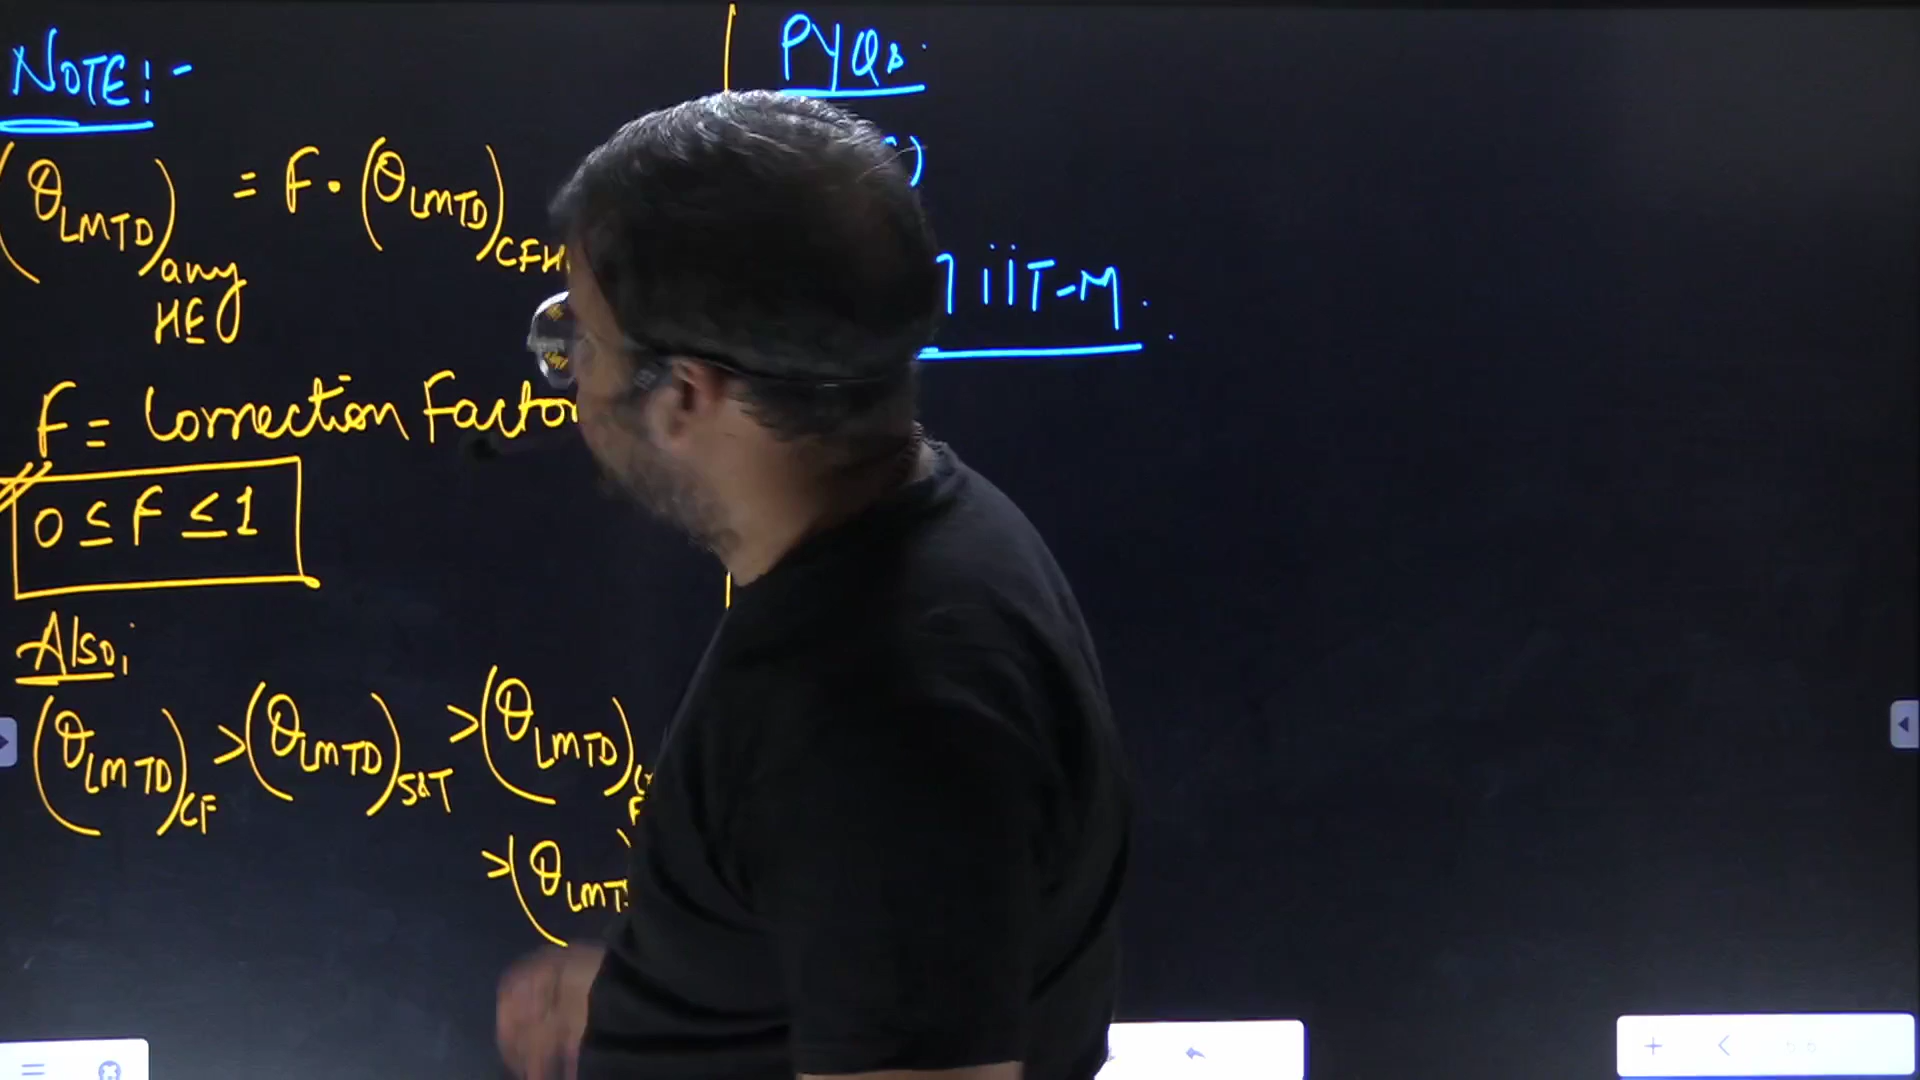 NOTE:-
(θLMTD)any HE = F·(θLMTD)CFH
F = Correction Factor
0 ≤ F ≤ 1
Also;
(θLMTD)CF > (θLMTD)S&T > (θLMTD)
>(θLMT
PYQs.
iiT-M.